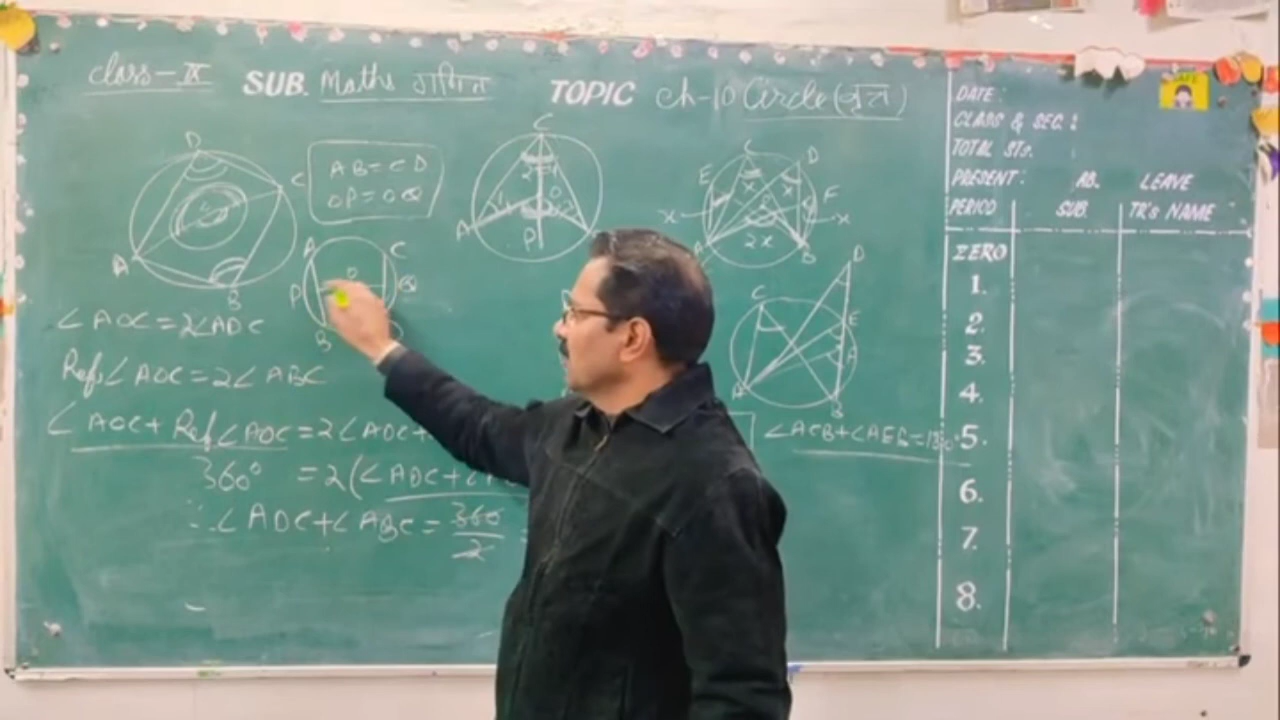 class-IX SUB. Maths गणित TOPIC Ch-10 Circle (वृत्त)
D
C
A
B
AB=CD
OP=OQ
A
C
O
P
Q
B
C
A
O
P
C
D
E
F
x
x
x
x
2x
A
B
C
D
E
A
B
∠AOC=2∠ADC
Ref.∠AOC=2∠ABC
∠AOC+Ref∠AOC=2∠ADC+
360° =2(∠ADC+∠
∴∠ADC+∠ABC=360/2
∠ACB+∠AEB=180°
DATE:
CLASS & SEC:
TOTAL STs.
PRESENT: AB. LEAVE
PERIOD SUB. TR's NAME
ZERO
1.
2.
3.
4.
5.
6.
7.
8.